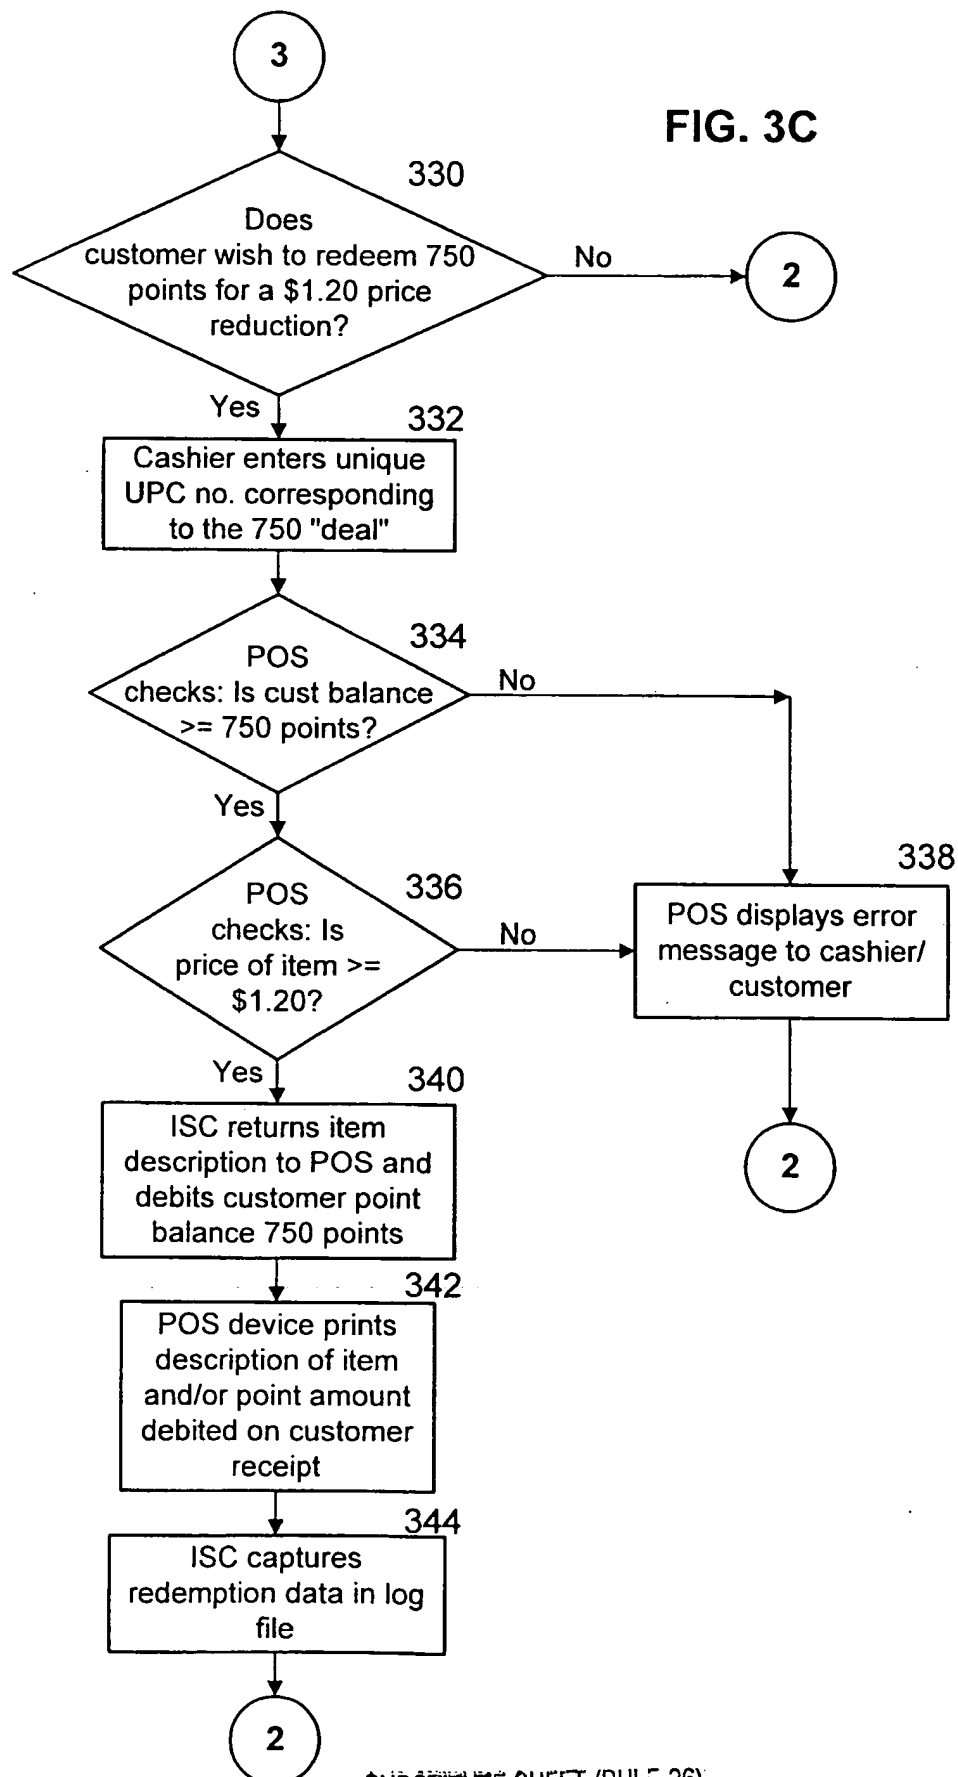 3
FIG. 3C
330
Does
customer wish to redeem 750
points for a $1.20 price
reduction?
No
2
Yes
332
Cashier enters unique
UPC no. corresponding
to the 750 "deal"
334
POS
checks: Is cust balance
>= 750 points?
No
Yes
338
336
POS
checks: Is
price of item >=
$1.20?
No
POS displays error
message to cashier/
customer
Yes
340
ISC returns item
description to POS and
debits customer point
balance 750 points
2
342
POS device prints
description of item
and/or point amount
debited on customer
receipt
344
ISC captures
redemption data in log
file
2
SHEET (RULE 26)